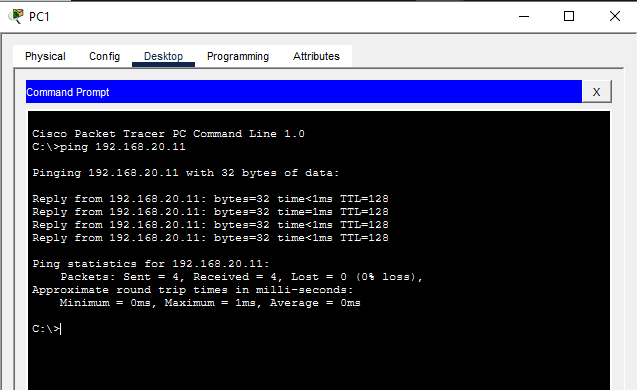 PC1
Physical Config Desktop Programming Attributes
Command Prompt X
Cisco Packet Tracer PC Command Line 1.0
C:\>ping 192.168.20.11
Pinging 192.168.20.11 with 32 bytes of data:
Reply from 192.168.20.11: bytes=32 time<1ms TTL=128
Reply from 192.168.20.11: bytes=32 time=1ms TTL=128
Reply from 192.168.20.11: bytes=32 time<1ms TTL=128
Reply from 192.168.20.11: bytes=32 time<1ms TTL=128
Ping statistics for 192.168.20.11:
Packets: Sent = 4, Received = 4, Lost = 0 (0% loss),
Approximate round trip times in milli-seconds:
Minimum = 0ms, Maximum = 1ms, Average = 0ms
C:\>